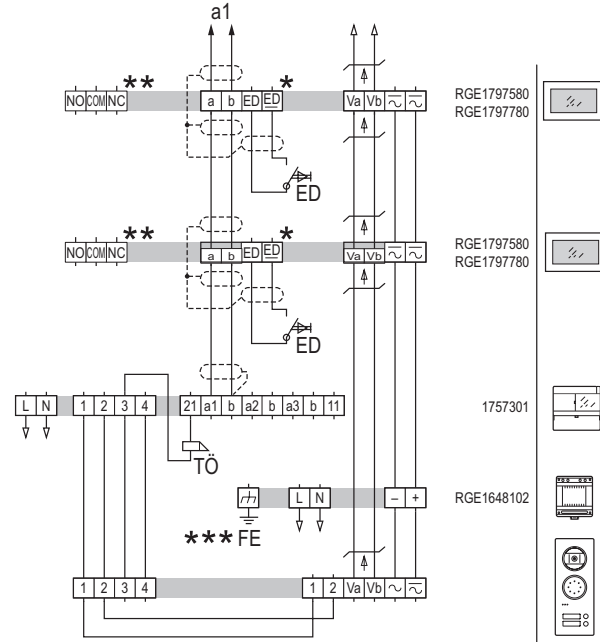 a1
NO COM NC ** a b ED ED * Va Vb RGE1797580
RGE1797780
ED
NO COM NC ** a b ED ED * Va Vb RGE1797580
RGE1797780
ED
L N 1 2 3 4 21 a1 b a2 b a3 b 11 1757301
TÖ
L N – + RGE1648102
***FE
1 2 3 4 1 2 Va Vb